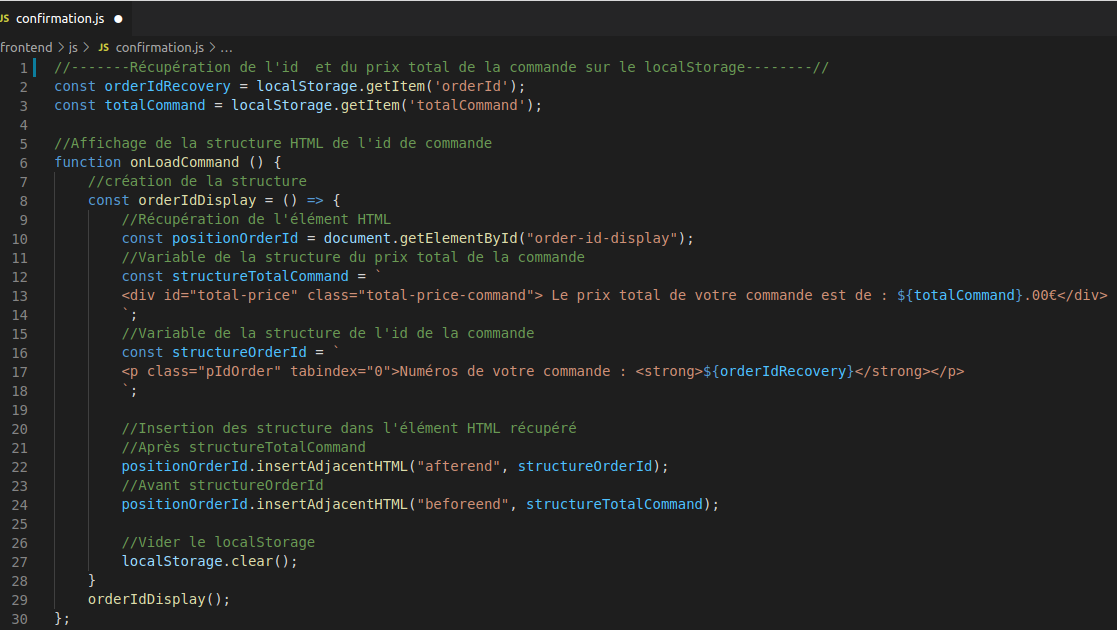 JS confirmation.js ●
frontend > js > JS confirmation.js > ...
1 //-------Récupération de l'id  et du prix total de la commande sur le localStorage--------//
2 const orderIdRecovery = localStorage.getItem('orderId');
3 const totalCommand = localStorage.getItem('totalCommand');
4
5 //Affichage de la structure HTML de l'id de commande
6 function onLoadCommand () {
7     //création de la structure
8     const orderIdDisplay = () => {
9         //Récupération de l'élément HTML
10         const positionOrderId = document.getElementById("order-id-display");
11         //Variable de la structure du prix total de la commande
12         const structureTotalCommand = `
13         <div id="total-price" class="total-price-command"> Le prix total de votre commande est de : ${totalCommand}.00€</div>
14         `;
15         //Variable de la structure de l'id de la commande
16         const structureOrderId = `
17         <p class="pIdOrder" tabindex="0">Numéros de votre commande : <strong>${orderIdRecovery}</strong></p>
18         `;
19
20         //Insertion des structure dans l'élément HTML récupéré
21         //Après structureTotalCommand
22         positionOrderId.insertAdjacentHTML("afterend", structureOrderId);
23         //Avant structureOrderId
24         positionOrderId.insertAdjacentHTML("beforeend", structureTotalCommand);
25
26         //Vider le localStorage
27         localStorage.clear();
28     }
29     orderIdDisplay();
30 };